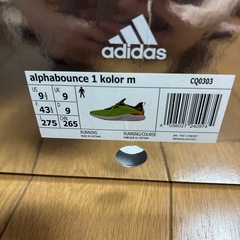 adidas
alphabounce 1 kolor m
CQ0303
US 9½ UK 9
F 43⅓ D 9
J 275 CHN 265
RUNNING
RUNNING/COURSE